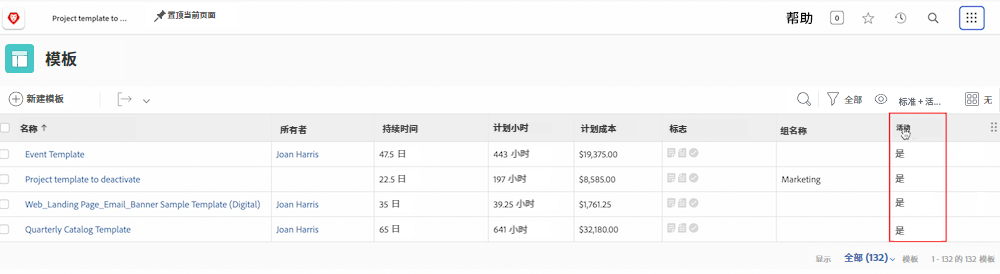 Project template to ...
置顶当前页面
帮助
0
模板
新建模板
全部
标准 + 活...
无
名称 所有者 持续时间 计划小时 计划成本 标志 组名称 活动
Event Template Joan Harris 47.5 日 443 小时 $19,375.00 是
Project template to deactivate 22.5 日 197 小时 $8,585.00 Marketing 是
Web_Landing Page_Email_Banner Sample Template (Digital) Joan Harris 35 日 39.25 小时 $1,761.25 是
Quarterly Catalog Template Joan Harris 65 日 641 小时 $32,180.00 是
显示 全部 (132) 模板 1 - 132 的 132 模板